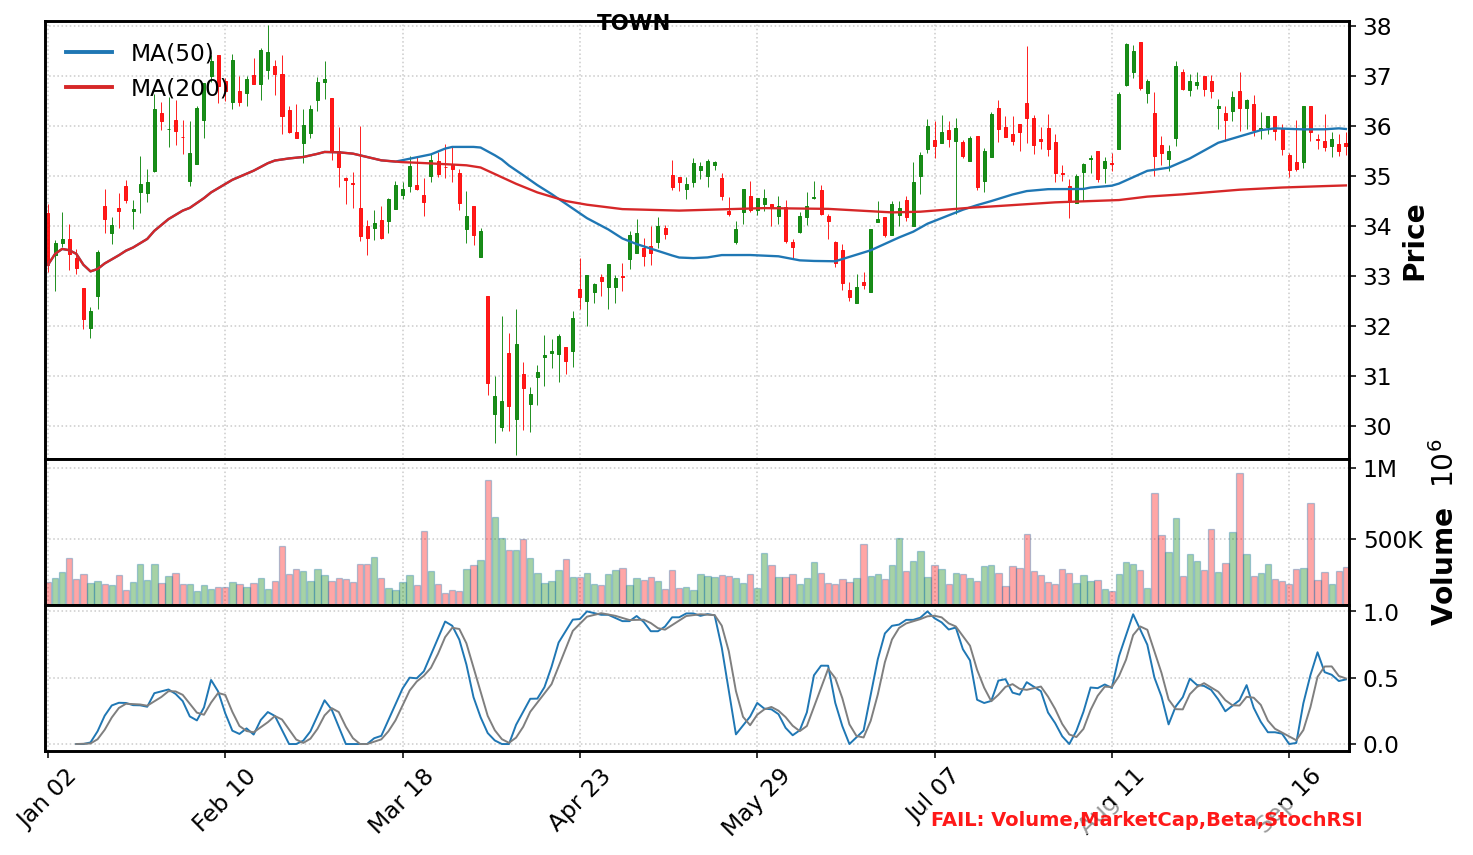 TOWN
MA(50)
MA(200)
38
37
36
35
34
33
32
31
30
Price
1M
500K
Volume 10^6
1.0
0.5
0.0
Jan 02
Feb 10
Mar 18
Apr 23
May 29
Jul 07
Aug 11
Sep 16
FAIL: Volume,MarketCap,Beta,StochRSI